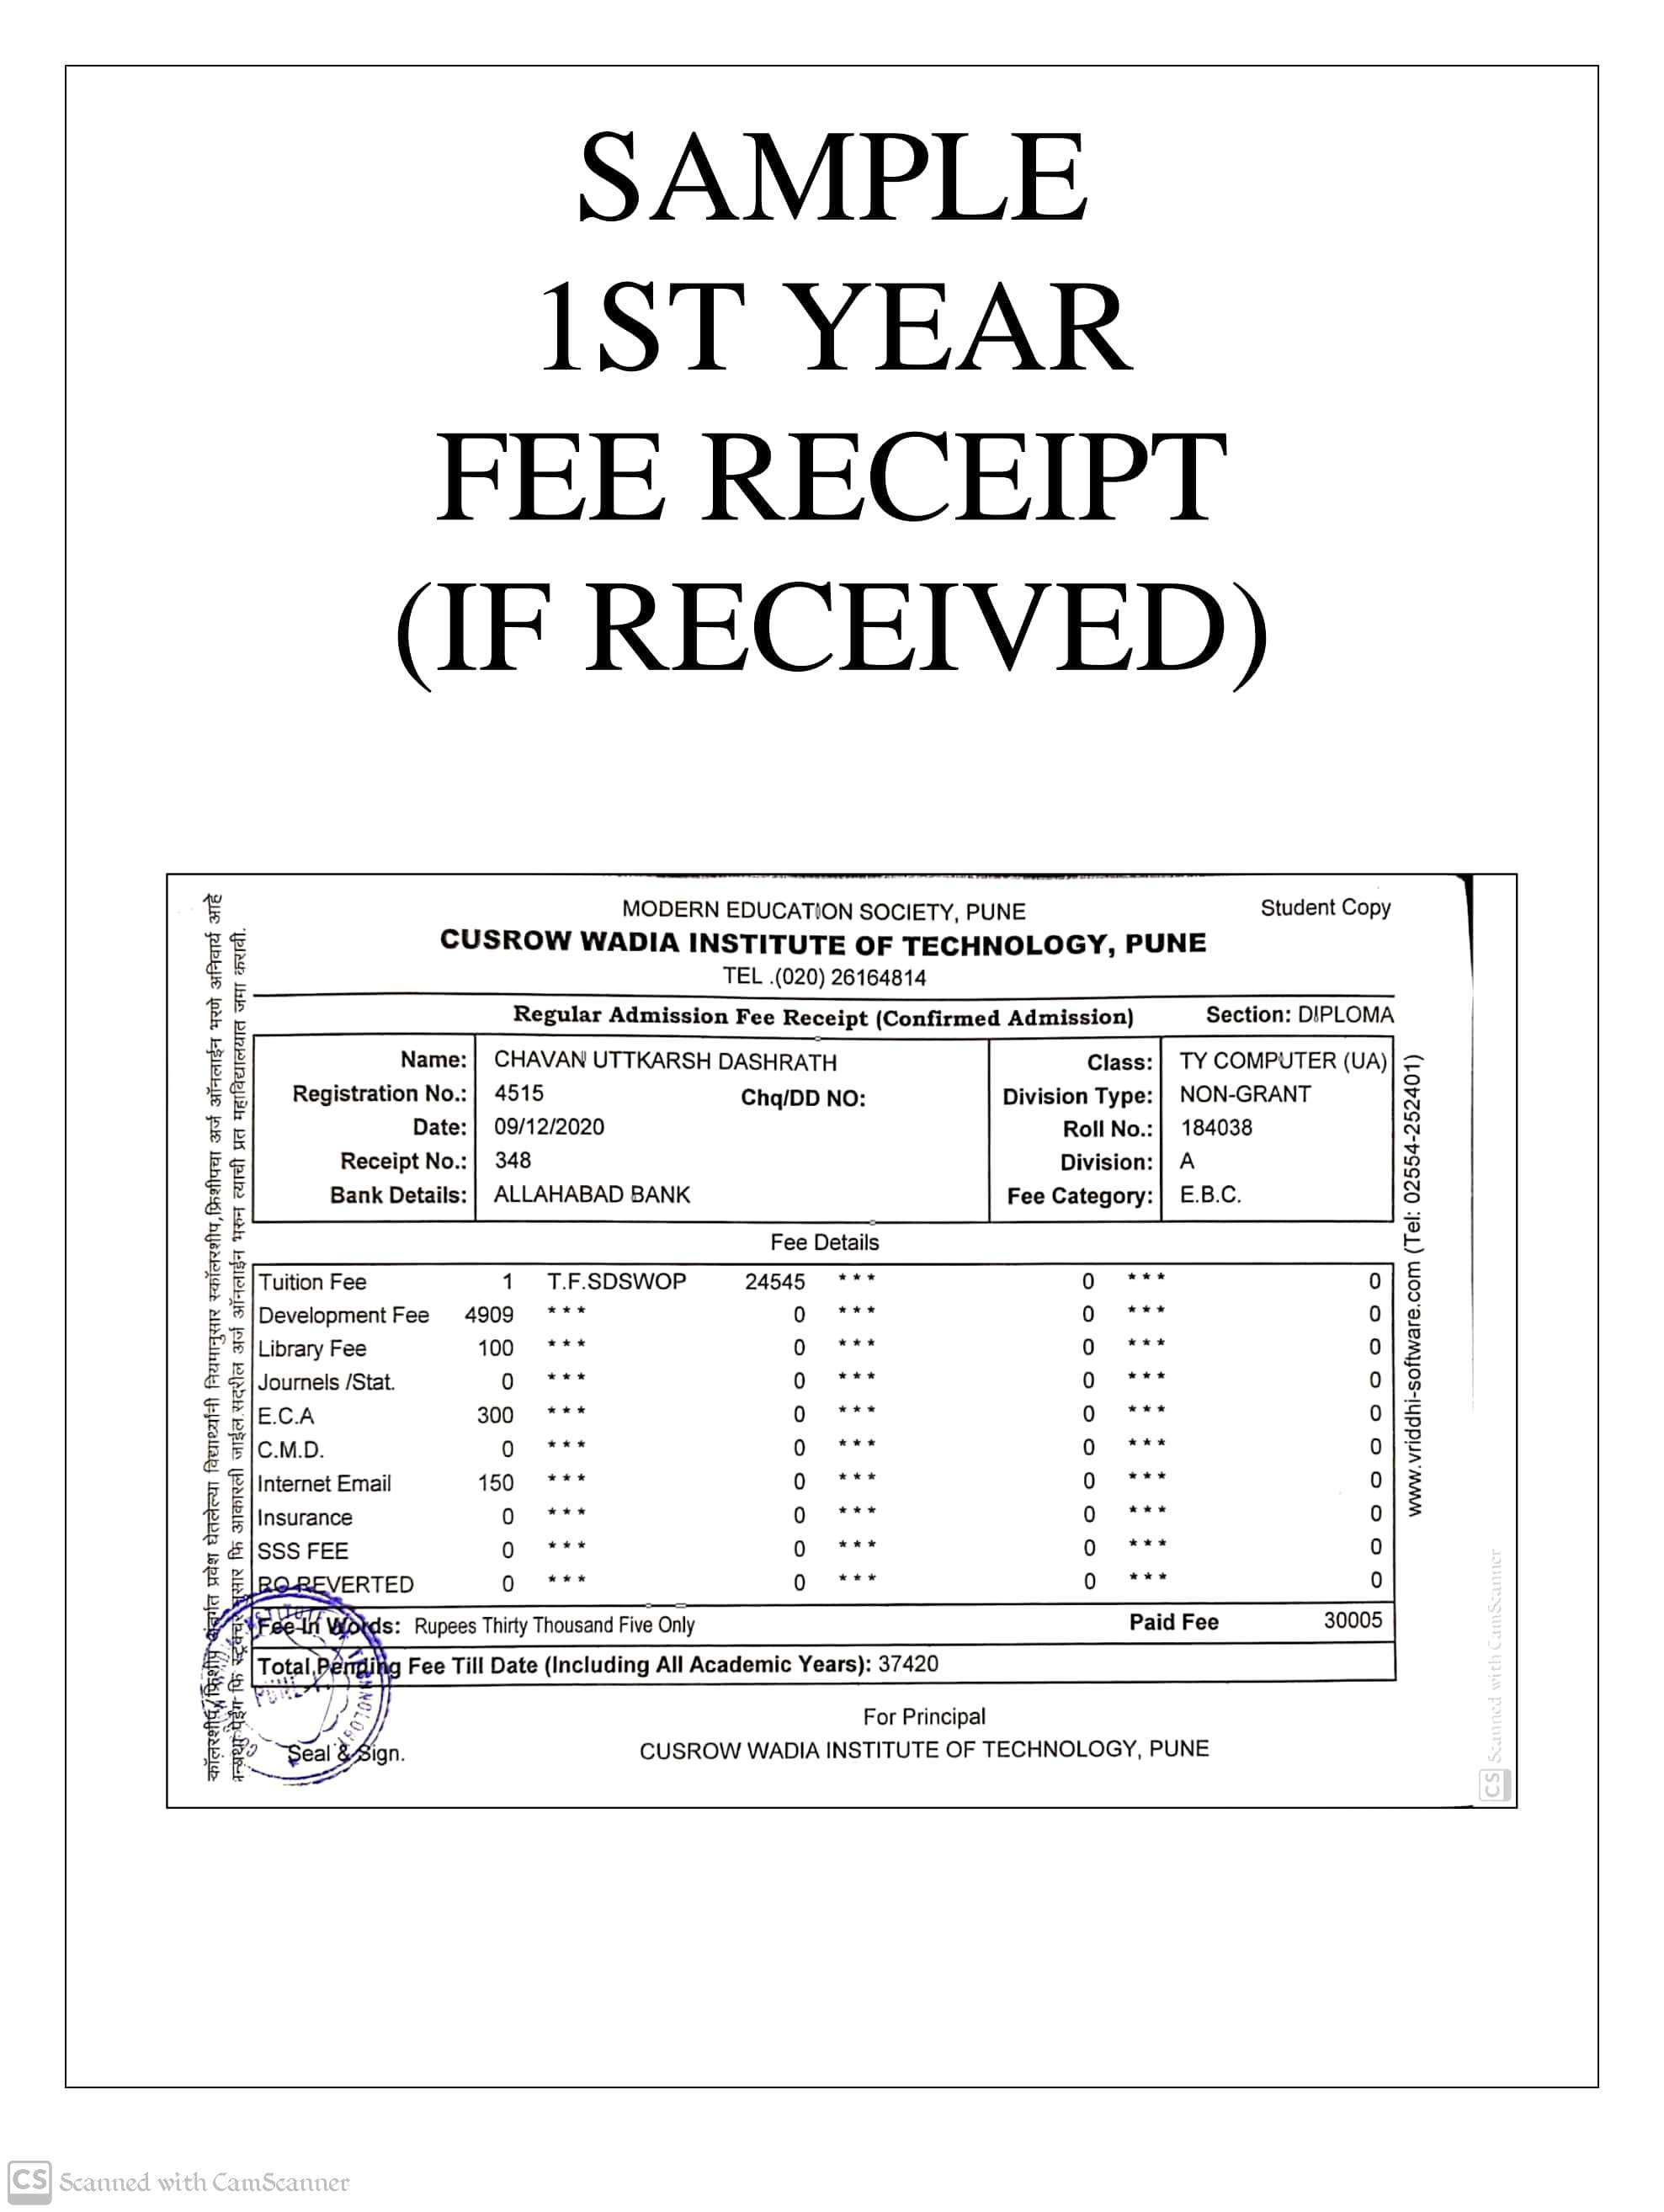 SAMPLE
1ST YEAR
FEE RECEIPT
(IF RECEIVED)
MODERN EDUCATION SOCIETY, PUNE
Student Copy
CUSROW WADIA INSTITUTE OF TECHNOLOGY, PUNE
TEL .(020) 26164814
Regular Admission Fee Receipt (Confirmed Admission) Section: DIPLOMA
Name: CHAVAN UTTKARSH DASHRATH Class: TY COMPUTER (UA)
Registration No.: 4515 Chq/DD NO: Division Type: NON-GRANT
Date: 09/12/2020 Roll No.: 184038
Receipt No.: 348 Division: A
Bank Details: ALLAHABAD BANK Fee Category: E.B.C.
Fee Details
Tuition Fee 1 T.F.SDSWOP 24545 *** 0 *** 0
Development Fee 4909 *** 0 *** 0 *** 0
Library Fee 100 *** 0 *** 0 *** 0
Journels /Stat. 0 *** 0 *** 0 *** 0
E.C.A 300 *** 0 *** 0 *** 0
C.M.D. 0 *** 0 *** 0 *** 0
Internet Email 150 *** 0 *** 0 *** 0
Insurance 0 *** 0 *** 0 *** 0
SSS FEE 0 *** 0 *** 0 *** 0
RO REVERTED 0 *** 0 *** 0 *** 0
Fee In Words: Rupees Thirty Thousand Five Only Paid Fee 30005
Total Pending Fee Till Date (Including All Academic Years): 37420
For Principal
Seal & Sign. CUSROW WADIA INSTITUTE OF TECHNOLOGY, PUNE
प्रवेश घेतलेल्या विद्यार्थ्यांनी नियमानुसार स्कॉलरशीप,फ्रिशीपचा अर्ज ऑनलाईन भरणे अनिवार्य आहे
फि आकारली जाईल.सदरील अर्ज ऑनलाईन भरुन त्याची प्रत महाविद्यालयात जमा करावी.
www.vriddhi-software.com (Tel: 02554-252401)
INSTITUTE OF TECHNOLOGY
PUNE
CS Scanned with CamScanner
CS Scanned with CamScanner